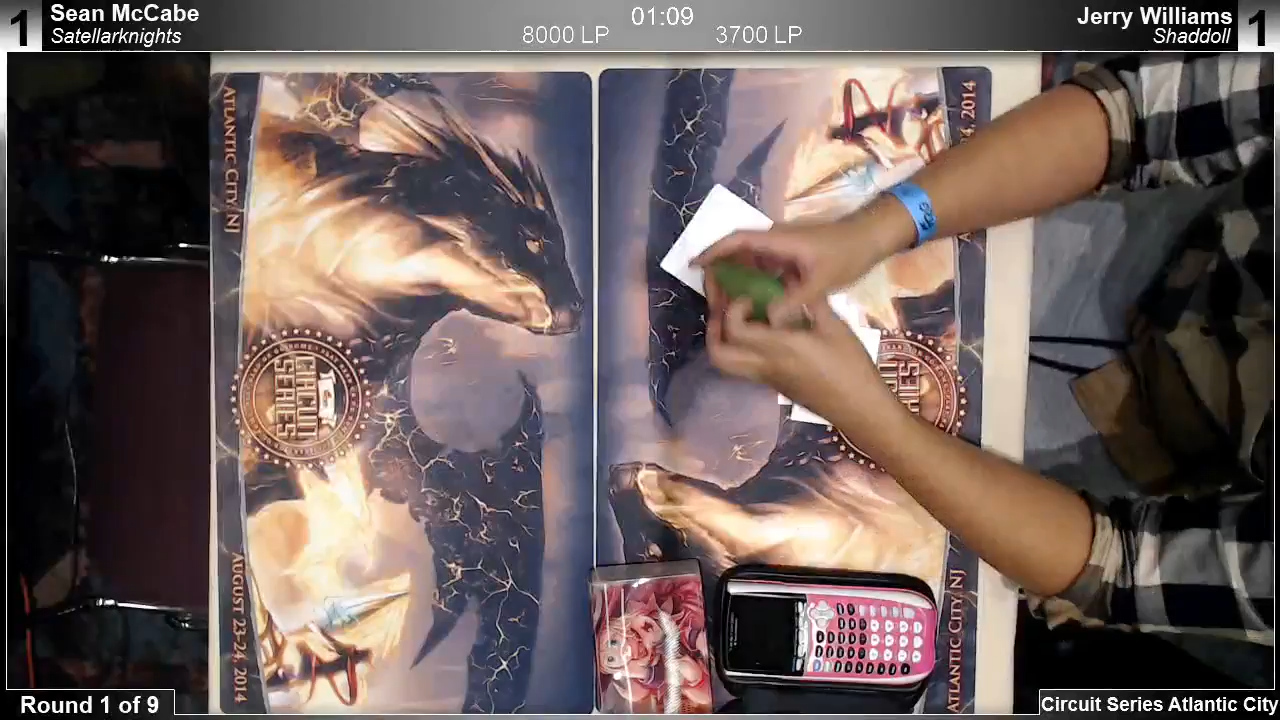 1
Sean McCabe
Satellarknights
01:09
8000 LP
3700 LP
Jerry Williams
Shaddoll
1
ATLANTIC CITY, NJ
CIRCUIT
SERIES
AUGUST 23-24, 2014
, 2014
ATLANTIC CITY, NJ
Round 1 of 9
Circuit Series Atlantic City